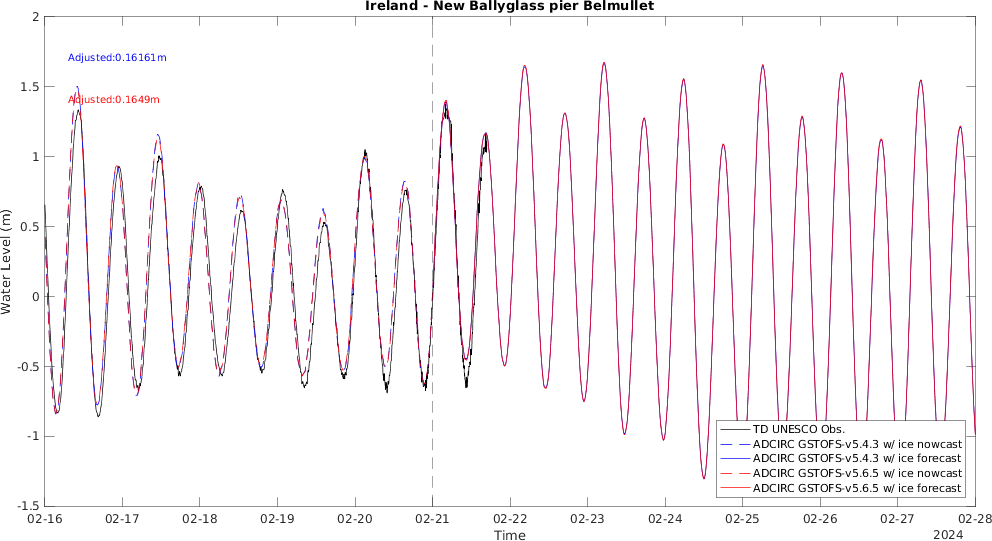 Ireland - New Ballyglass pier Belmullet
Adjusted:0.16161m
Adjusted:0.1649m
Water Level (m)
2
1.5
1
0.5
0
-0.5
-1
-1.5
02-16 02-17 02-18 02-19 02-20 02-21 02-22 02-23 02-24 02-25 02-26 02-27 02-28
Time
2024
TD UNESCO Obs.
ADCIRC GSTOFS-v5.4.3 w/ ice nowcast
ADCIRC GSTOFS-v5.4.3 w/ ice forecast
ADCIRC GSTOFS-v5.6.5 w/ ice nowcast
ADCIRC GSTOFS-v5.6.5 w/ ice forecast